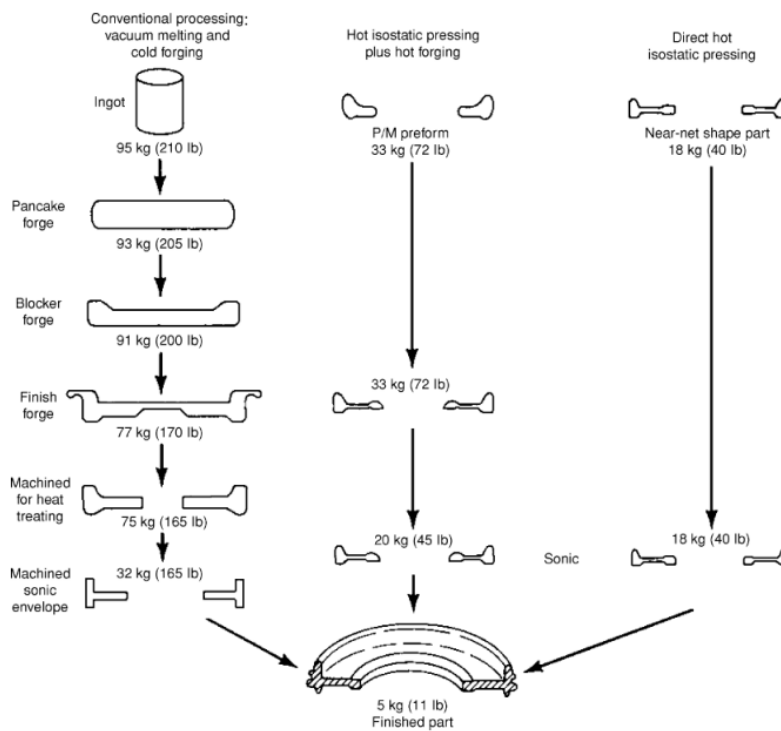 Conventional processing:
vacuum melting and
cold forging
Hot isostatic pressing
plus hot forging
Direct hot
isostatic pressing
Ingot
95 kg (210 lb)
P/M preform
33 kg (72 lb)
Near-net shape part
18 kg (40 lb)
Pancake
forge
93 kg (205 lb)
Blocker
forge
91 kg (200 lb)
Finish
forge
77 kg (170 lb)
33 kg (72 lb)
Machined
for heat
treating
75 kg (165 lb)
Machined
sonic
envelope
32 kg (165 lb)
20 kg (45 lb)
Sonic
18 kg (40 lb)
5 kg (11 lb)
Finished part